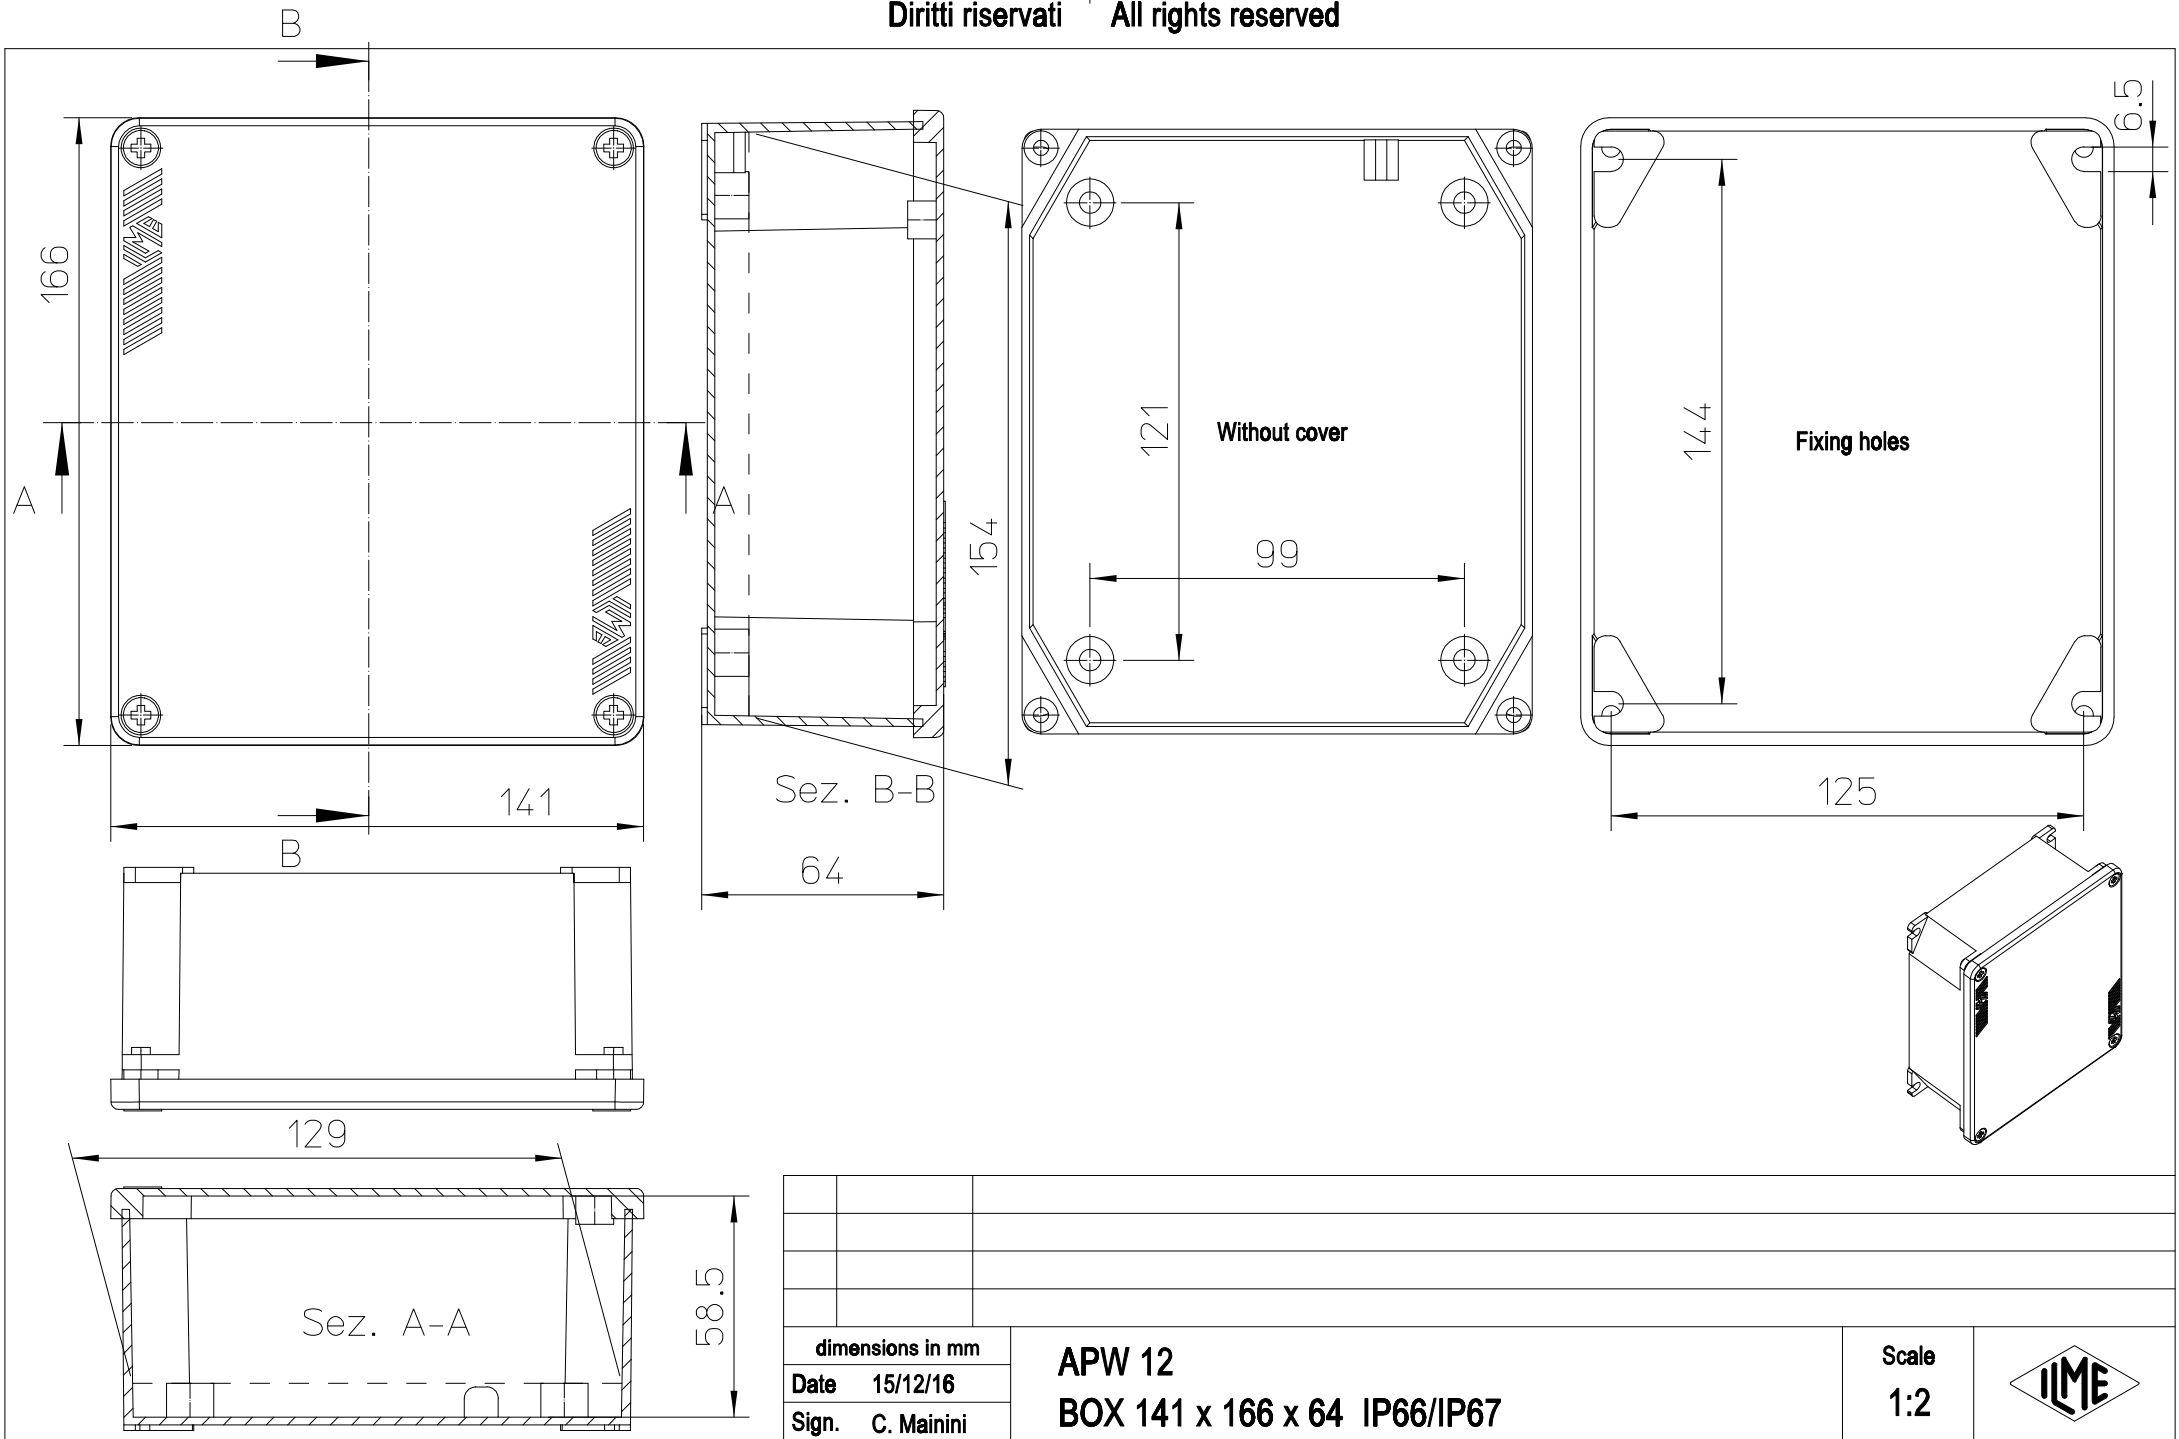 Diritti riservati All rights reserved
B
6.5
166
A
A
121
Without cover
144
Fixing holes
154
99
Sez. B-B
141
125
B
64
129
Sez. A-A
58.5
dimensions in mm
Date 15/12/16
Sign. C. Mainini
APW 12
BOX 141 x 166 x 64 IP66/IP67
Scale
1:2
ILME
ILME
ILME